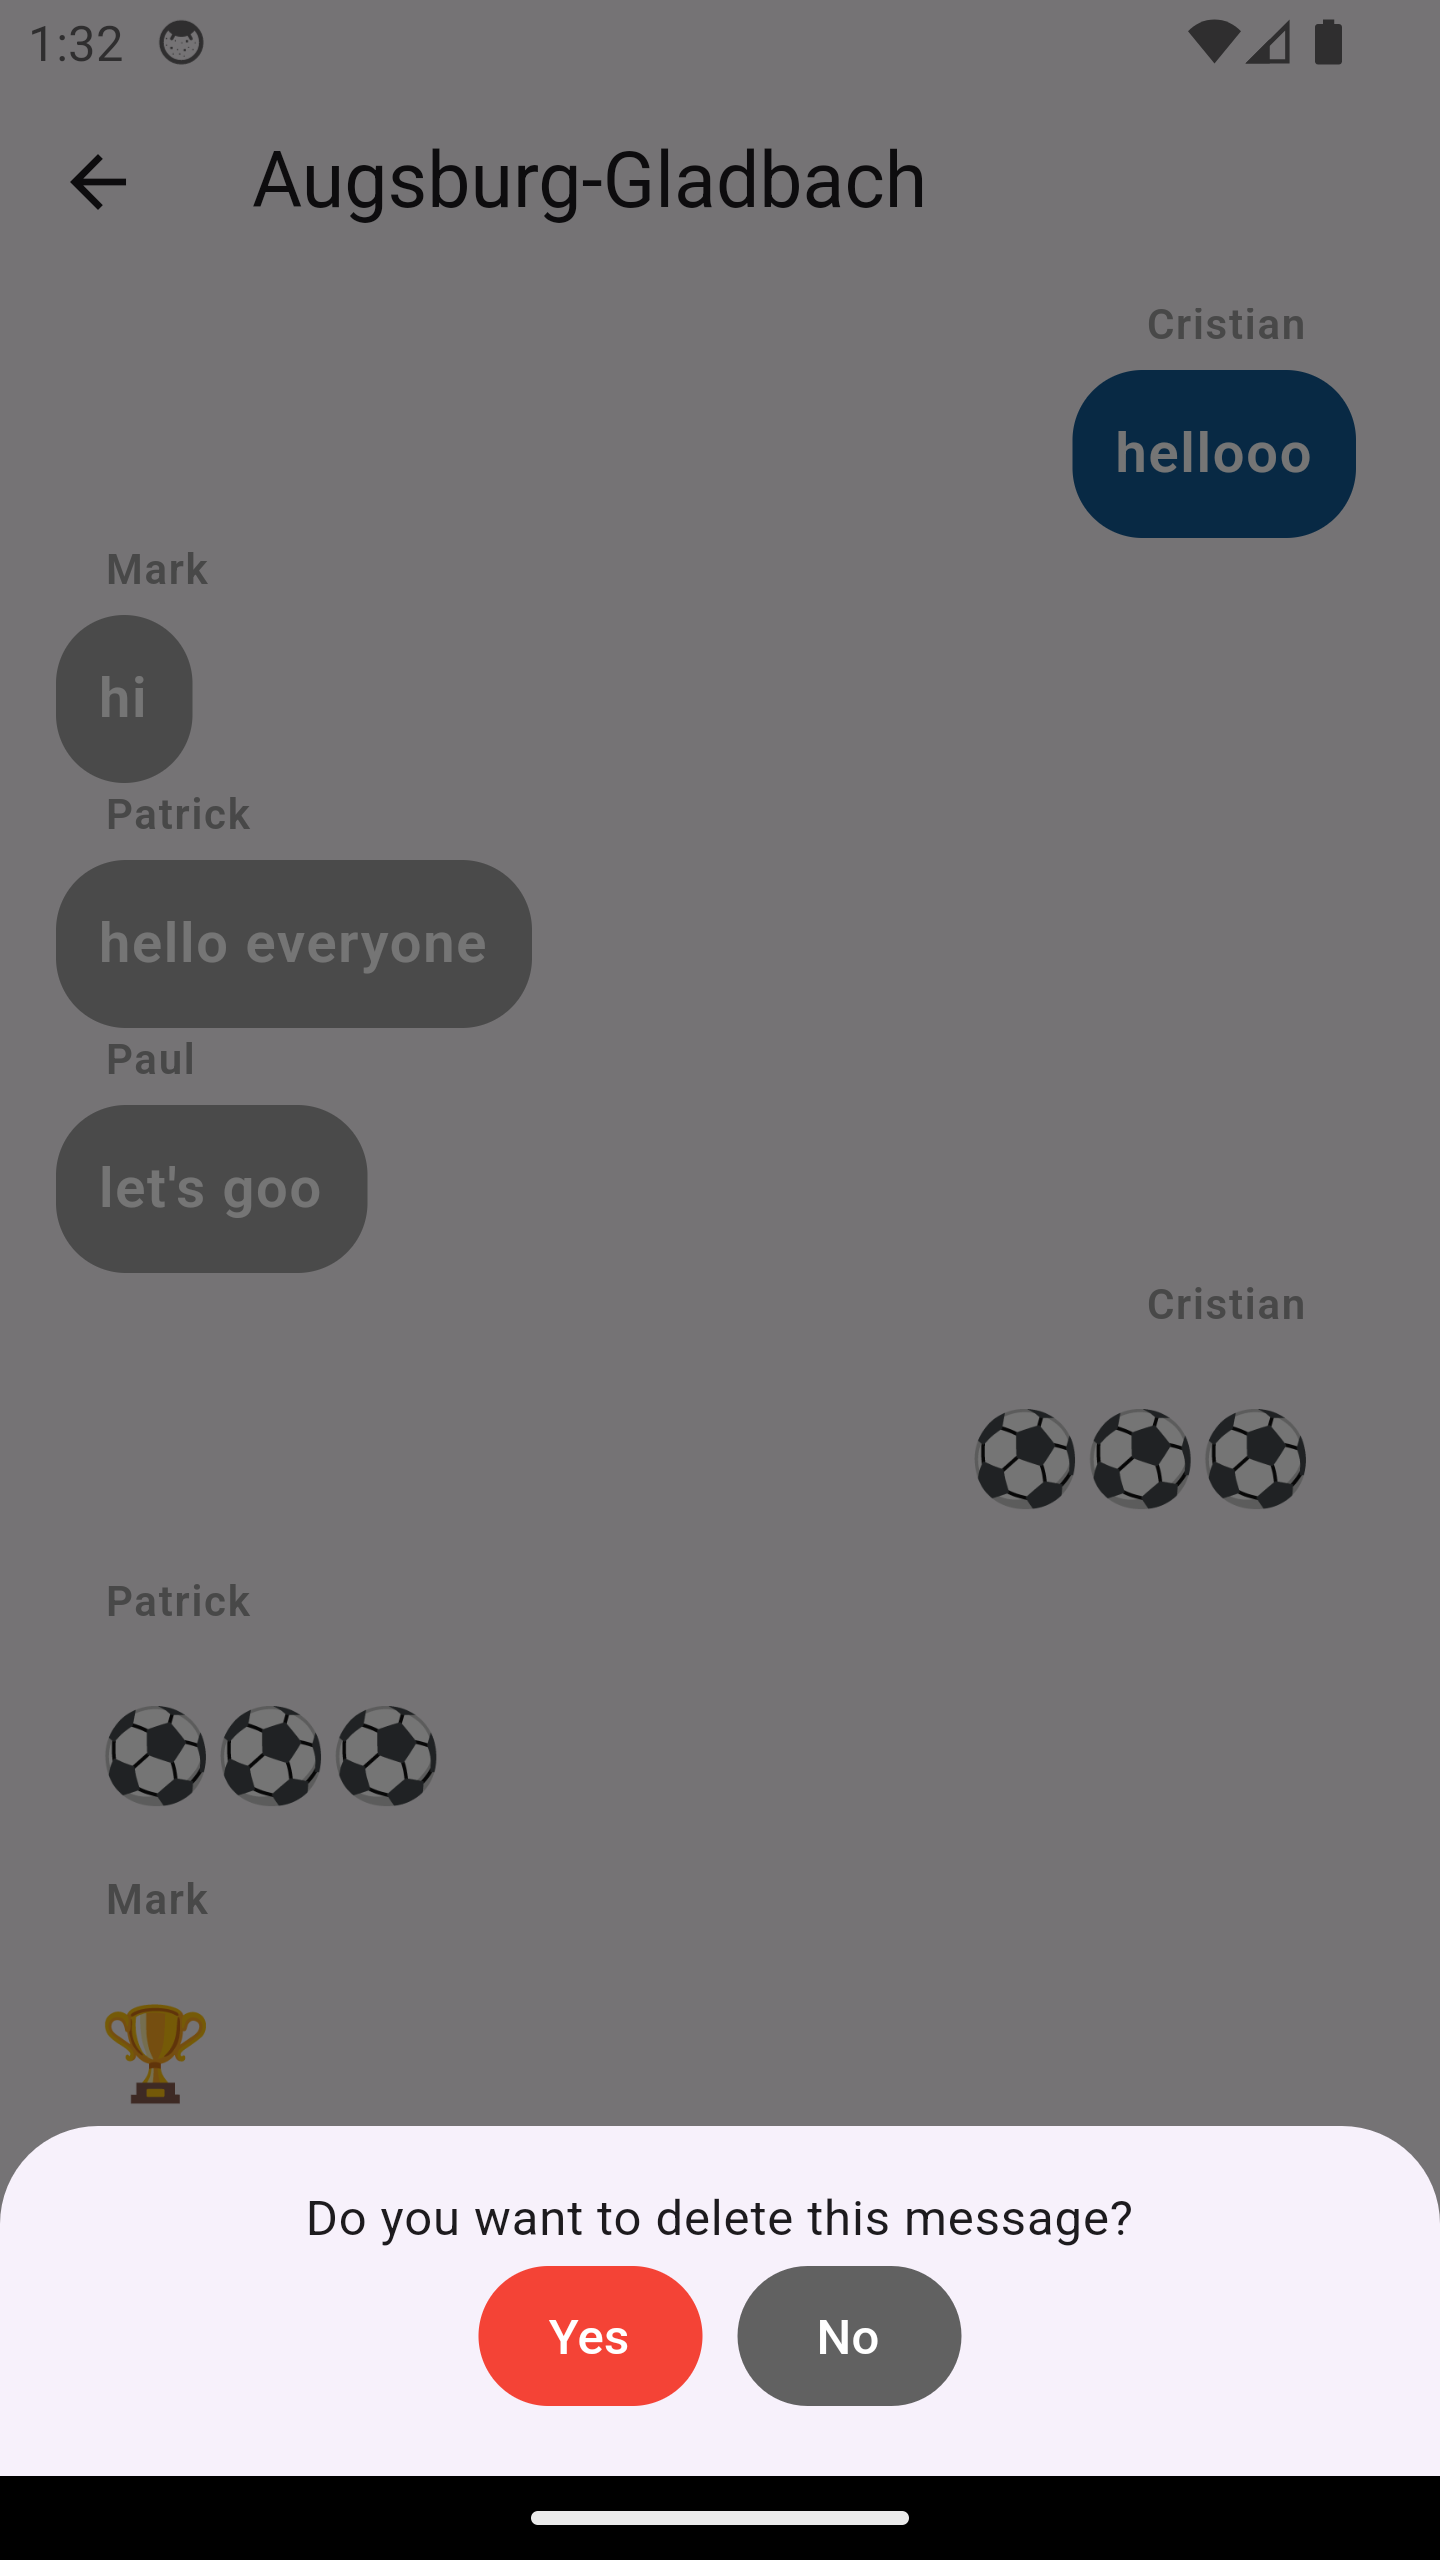 1:32
Augsburg-Gladbach
Cristian
hellooo
Mark
hi
Patrick
hello everyone
Paul
let's goo
Cristian
⚽⚽⚽
Patrick
⚽⚽⚽
Mark
🏆
Do you want to delete this message?
Yes No